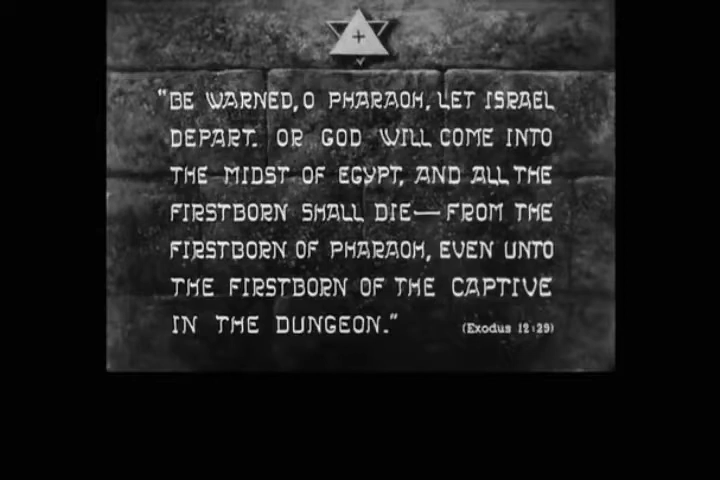 "BE WARNED, O PHARAOH, LET ISRAEL
DEPART. OR GOD WILL COME INTO
THE MIDST OF EGYPT, AND ALL THE
FIRSTBORN SHALL DIE—FROM THE
FIRSTBORN OF PHARAOH, EVEN UNTO
THE FIRSTBORN OF THE CAPTIVE
IN THE DUNGEON."
(Exodus 12:29)